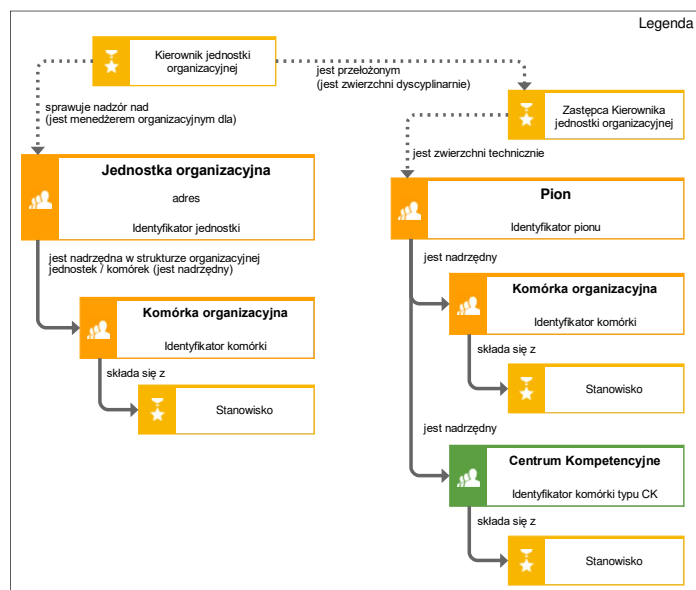 Legenda
Kierownik jednostki
organizacyjnej
jest przełożonym
(jest zwierzchni dyscyplinarnie)
sprawuje nadzór nad
(jest menedżerem organizacyjnym dla)
Zastępca Kierownika
jednostki organizacyjnej
jest zwierzchni technicznie
Jednostka organizacyjna
adres
Identyfikator jednostki
Pion
Identyfikator pionu
jest nadrzędna w strukturze organizacyjnej
jednostek / komórek (jest nadrzędny)
jest nadrzędny
Komórka organizacyjna
Identyfikator komórki
Komórka organizacyjna
Identyfikator komórki
składa się z
składa się z
Stanowisko
Stanowisko
jest nadrzędny
Centrum Kompetencyjne
Identyfikator komórki typu CK
składa się z
Stanowisko